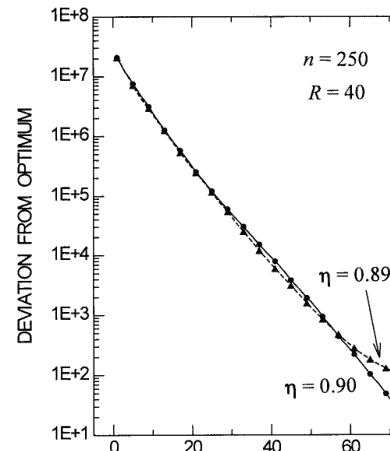 1E+8
1E+7
1E+6
1E+5
1E+4
1E+3
1E+2
1E+1
DEVIATION FROM OPTIMUM
n = 250
R = 40
η = 0.89
η = 0.90
0 20 40 60